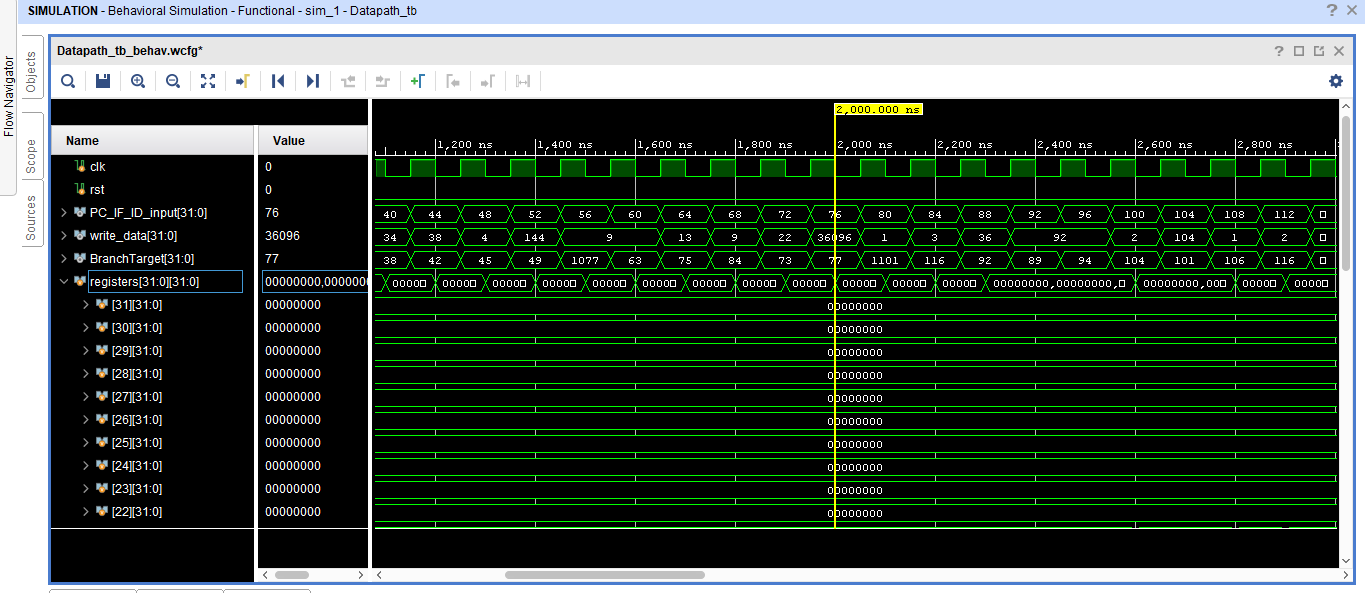 SIMULATION - Behavioral Simulation - Functional - sim_1 - Datapath_tb
Flow Navigator
Objects
Scope
Sources
Datapath_tb_behav.wcfg*
Name Value
2,000.000 ns
1,200 ns 1,400 ns 1,600 ns 1,800 ns 2,000 ns 2,200 ns 2,400 ns 2,600 ns 2,800 ns
clk 0
rst 0
PC_IF_ID_input[31:0] 76 40 44 48 52 56 60 64 68 72 76 80 84 88 92 96 100 104 108 112
write_data[31:0] 36096 34 38 4 144 9 13 9 22 36096 1 3 36 92 2 104 1 2
BranchTarget[31:0] 77 38 42 45 49 1077 63 75 84 73 77 1101 116 92 89 94 104 101 106 116
registers[31:0][31:0] 00000000,0000000 0000 0000 0000 0000 0000 0000 0000 0000 0000 0000 0000 0000 00000000,00000000, 00000000,00 0000 0000
[31][31:0] 00000000 00000000
[30][31:0] 00000000 00000000
[29][31:0] 00000000 00000000
[28][31:0] 00000000 00000000
[27][31:0] 00000000 00000000
[26][31:0] 00000000 00000000
[25][31:0] 00000000 00000000
[24][31:0] 00000000 00000000
[23][31:0] 00000000 00000000
[22][31:0] 00000000 00000000